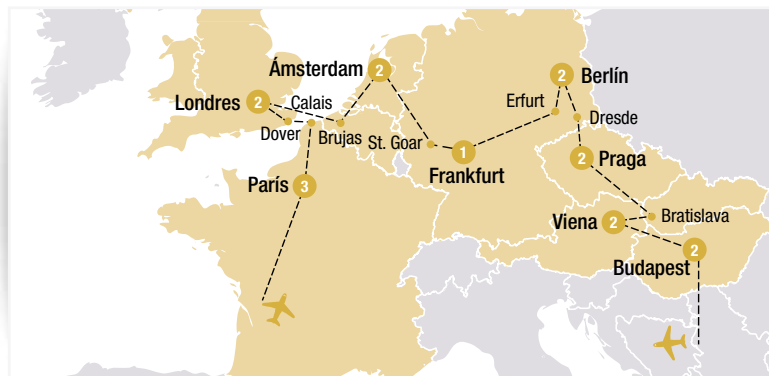 Ámsterdam
2
2
Berlín
Londres
2
Calais
Erfurt
Dover
Brujas
St. Goar
1
Dresde
Frankfurt
2
Praga
París
3
Viena
2
Bratislava
2
Budapest